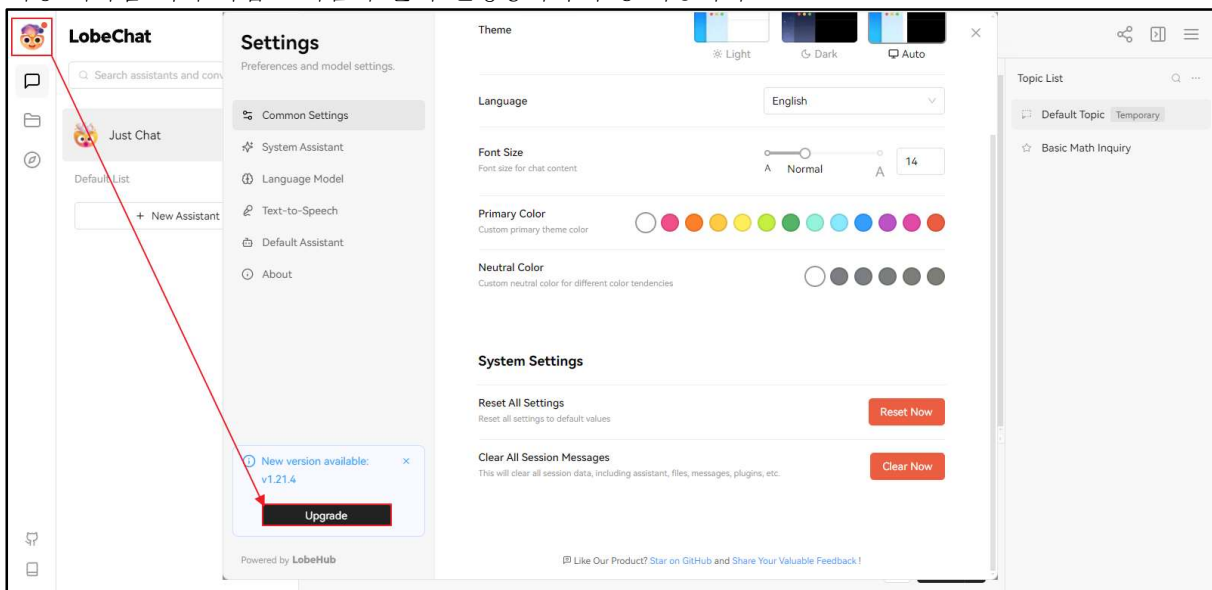 LobeChat
Search assistants and conv
Just Chat
Default List
+ New Assistant
Settings
Preferences and model settings.
Common Settings
System Assistant
Language Model
Text-to-Speech
Default Assistant
About
New version available:
v1.21.4
Upgrade
Powered by LobeHub
Theme
Light
Dark
Auto
Language
English
Font Size
Font size for chat content
A Normal A
14
Primary Color
Custom primary theme color
Neutral Color
Custom neutral color for different color tendencies
System Settings
Reset All Settings
Reset all settings to default values
Reset Now
Clear All Session Messages
This will clear all session data, including assistant, files, messages, plugins, etc.
Clear Now
Like Our Product? Star on GitHub and Share Your Valuable Feedback !
Topic List
Default Topic Temporary
Basic Math Inquiry